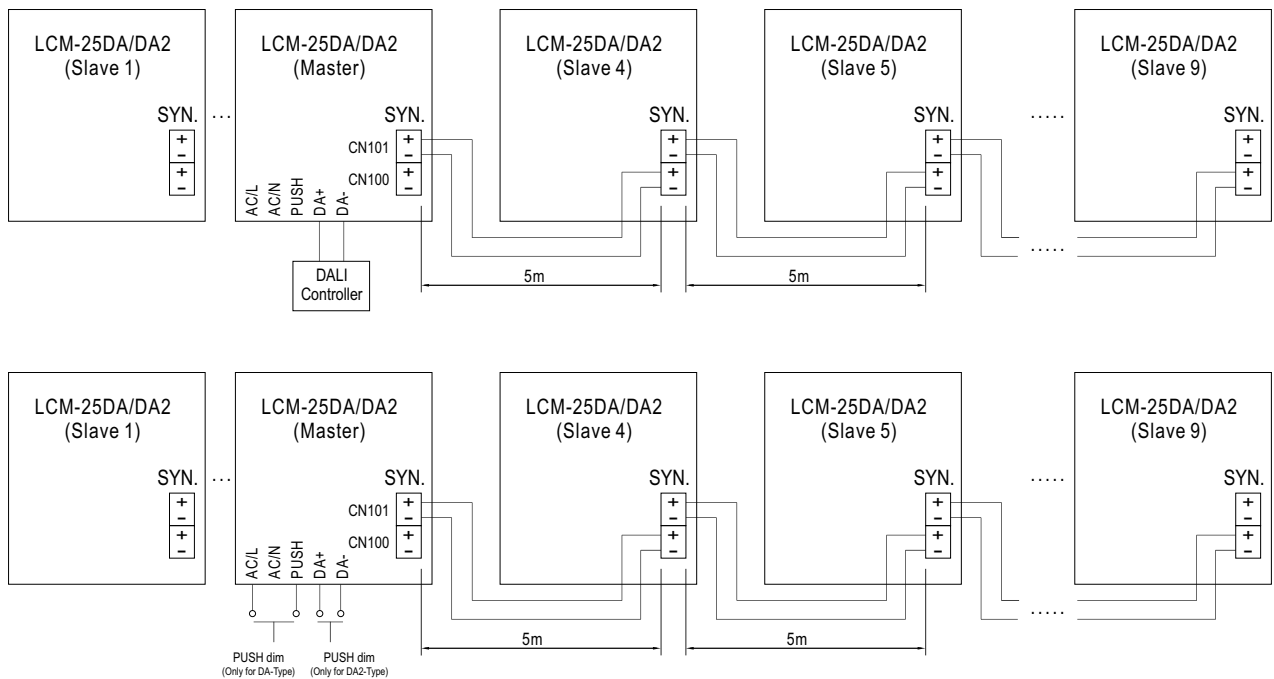 LCM-25DA/DA2
(Slave 1)
SYN.
+
−
+
−
...
LCM-25DA/DA2
(Master)
SYN.
CN101
+
−
CN100
+
−
AC/L
AC/N
PUSH
DA+
DA-
DALI
Controller
5m
LCM-25DA/DA2
(Slave 4)
SYN.
+
−
+
−
5m
LCM-25DA/DA2
(Slave 5)
SYN.
+
−
+
−
.....
.....
LCM-25DA/DA2
(Slave 9)
SYN.
+
−
+
−
LCM-25DA/DA2
(Slave 1)
SYN.
+
−
+
−
...
LCM-25DA/DA2
(Master)
SYN.
CN101
+
−
CN100
+
−
AC/L
AC/N
PUSH
DA+
DA-
PUSH dim
(Only for DA-Type)
PUSH dim
(Only for DA2-Type)
5m
LCM-25DA/DA2
(Slave 4)
SYN.
+
−
+
−
5m
LCM-25DA/DA2
(Slave 5)
SYN.
+
−
+
−
.....
.....
LCM-25DA/DA2
(Slave 9)
SYN.
+
−
+
−